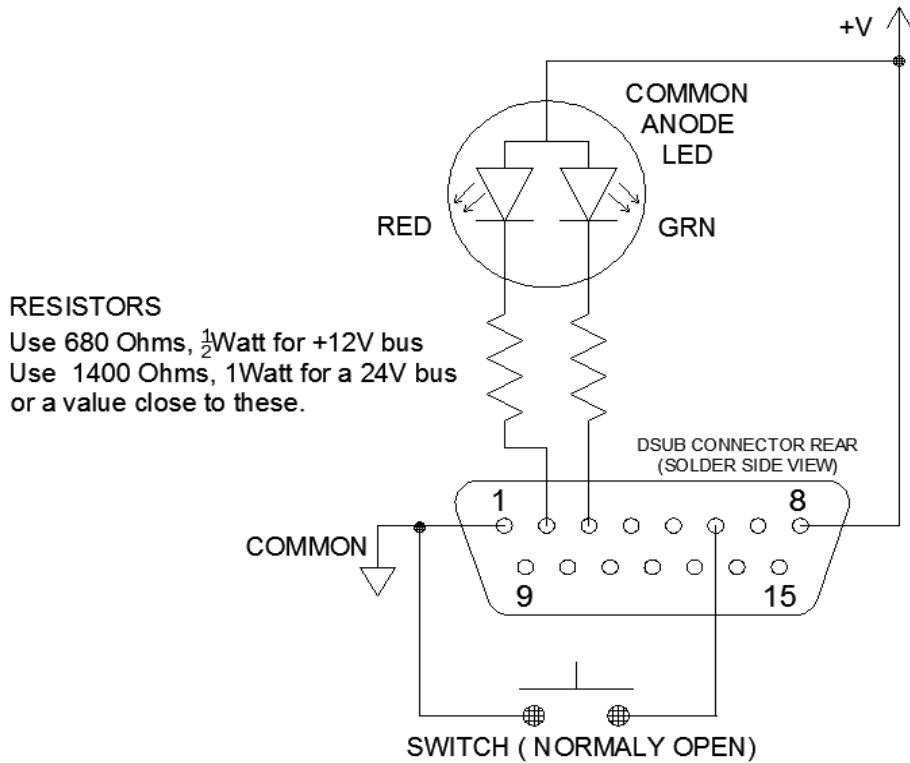 +V
COMMON
ANODE
LED
RED
GRN
RESISTORS
Use 680 Ohms, ½Watt for +12V bus
Use 1400 Ohms, 1Watt for a 24V bus
or a value close to these.
DSUB CONNECTOR REAR
(SOLDER SIDE VIEW)
1
8
COMMON
9
15
SWITCH ( NORMALY OPEN)